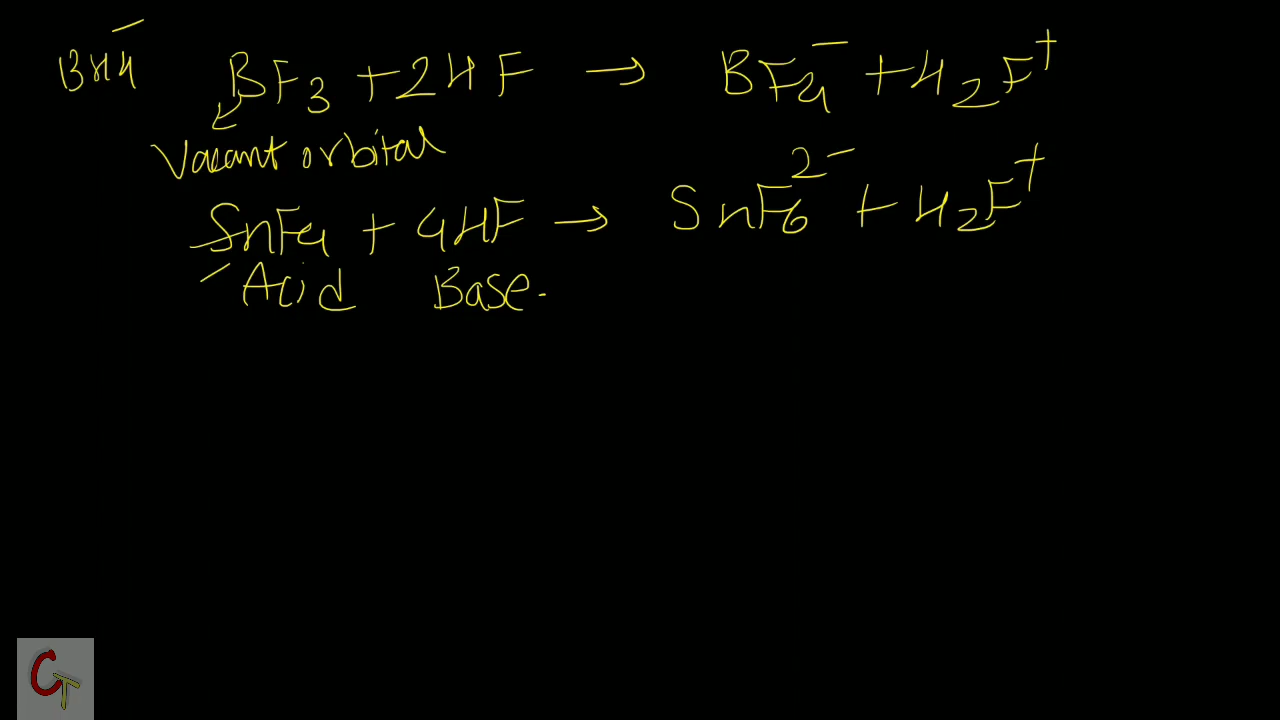 BH4⁻ BF₃ + 2HF → BF₄⁻ + H₂F⁺
Vacant orbital
SnF₄ + 4HF → SnF₆²⁻ + H₂F⁺
Acid Base.
CT